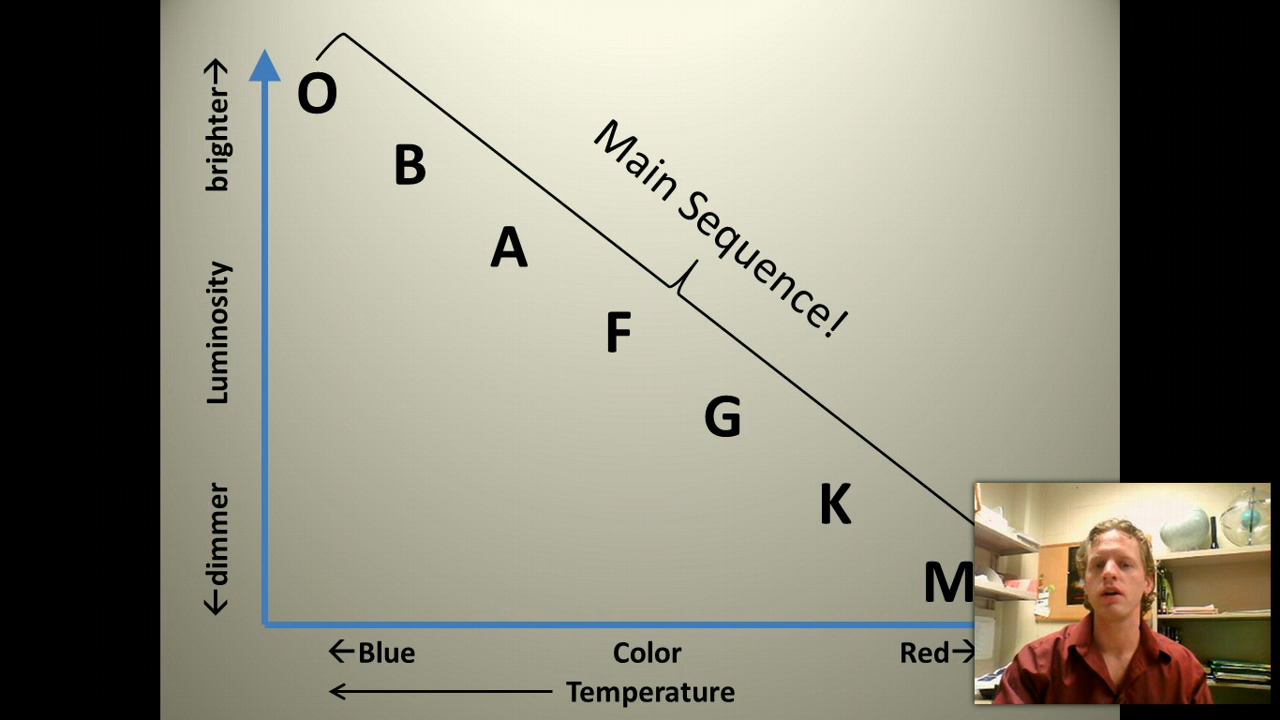 O
B
A
F
G
K
M
Main Sequence!
brighter→
Luminosity
←dimmer
←Blue
Color
Red→
Temperature